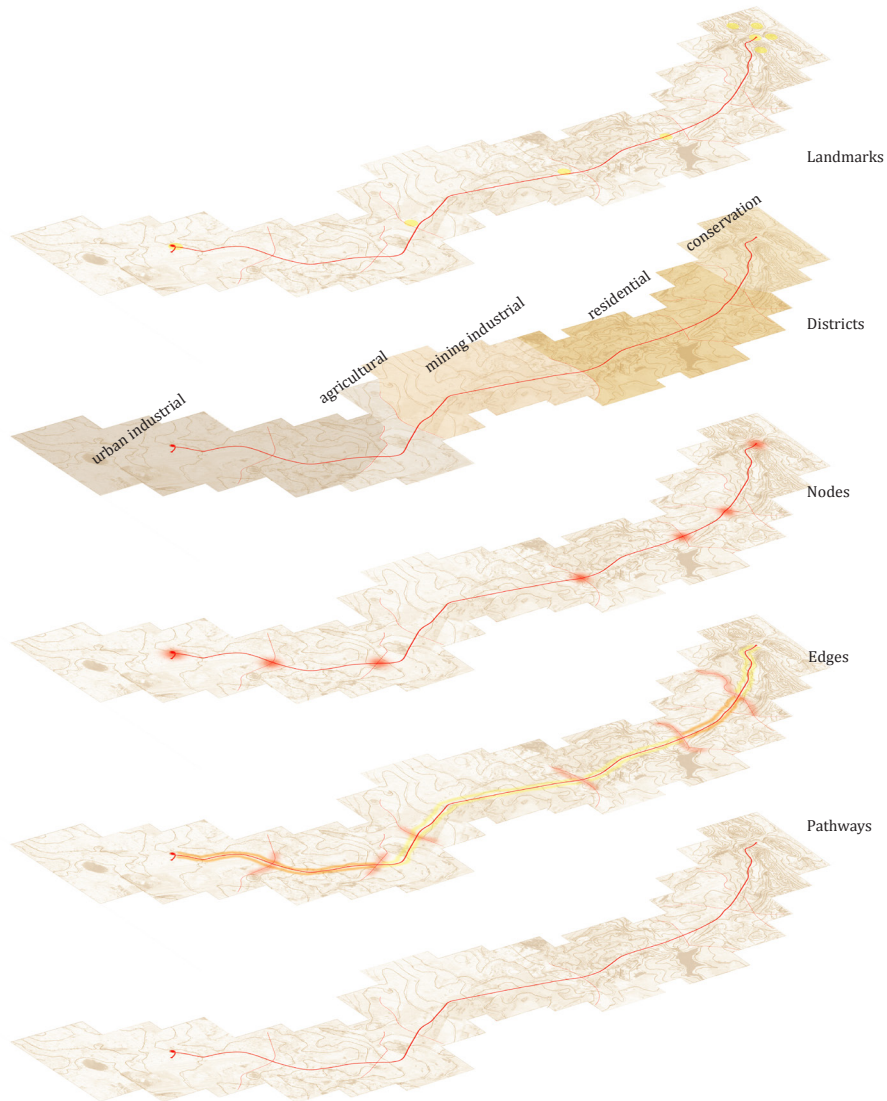 Landmarks
conservation
residential
mining industrial
agricultural
urban industrial
Districts
Nodes
Edges
Pathways